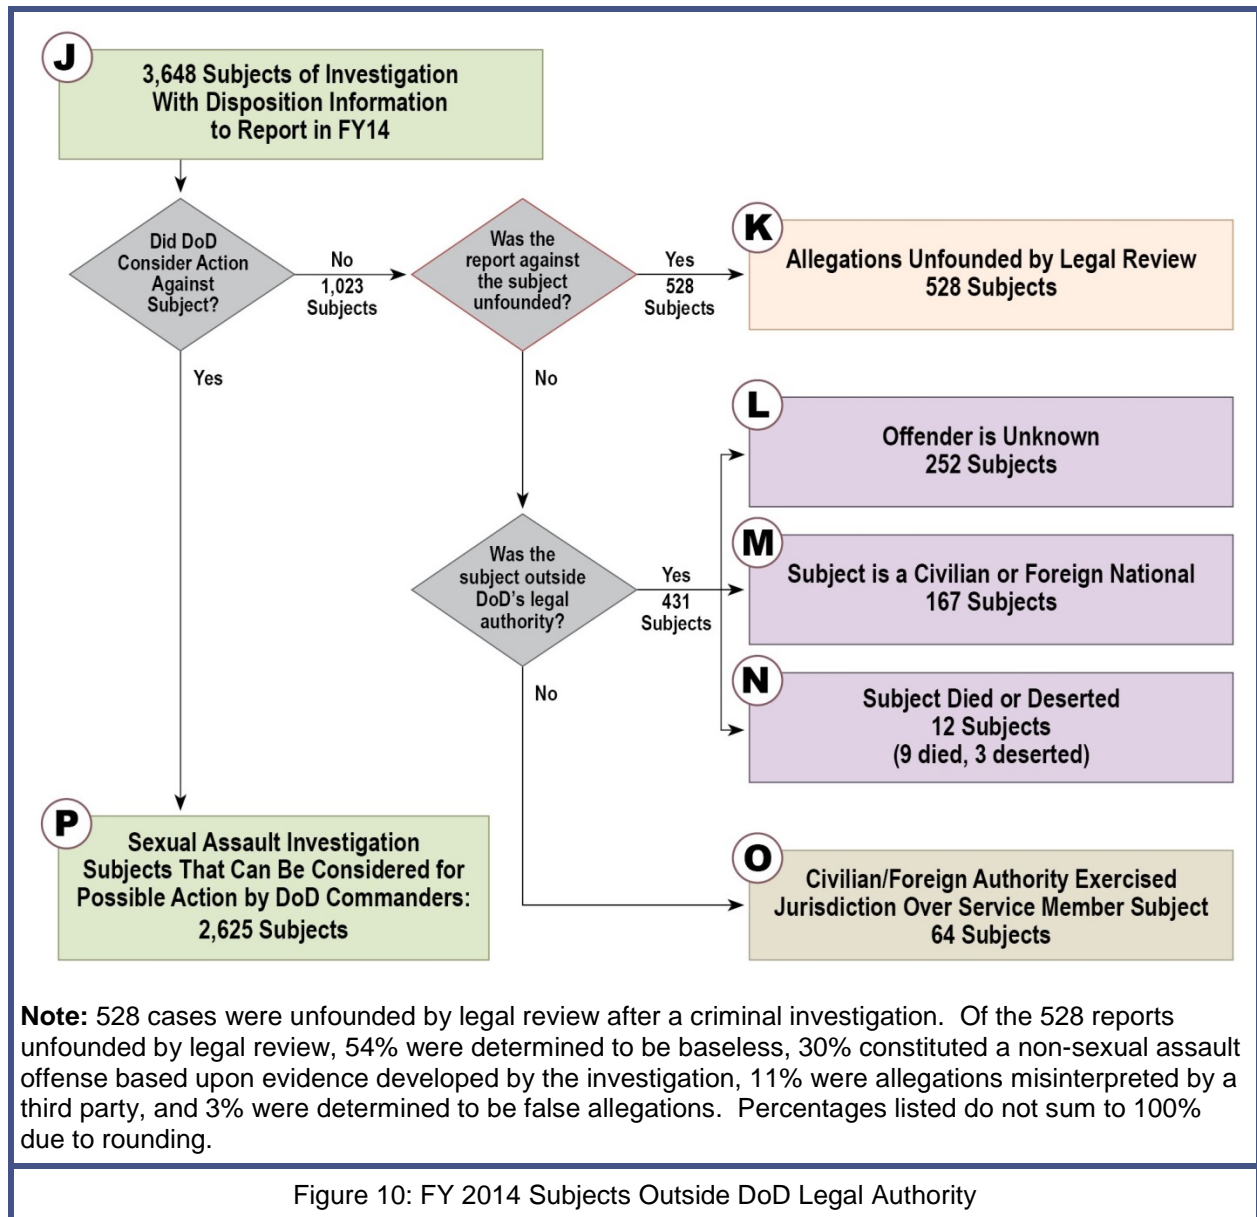 J
3,648 Subjects of Investigation
With Disposition Information
to Report in FY14
Did DoD
Consider Action
Against
Subject?
No
1,023
Subjects
Was the
report against
the subject
unfounded?
Yes
528
Subjects
K
Allegations Unfounded by Legal Review
528 Subjects
Yes
No
L
Offender is Unknown
252 Subjects
Was the
subject outside
DoD's legal
authority?
Yes
431
Subjects
M
Subject is a Civilian or Foreign National
167 Subjects
N
Subject Died or Deserted
12 Subjects
(9 died, 3 deserted)
No
P
Sexual Assault Investigation
Subjects That Can Be Considered for
Possible Action by DoD Commanders:
2,625 Subjects
O
Civilian/Foreign Authority Exercised
Jurisdiction Over Service Member Subject
64 Subjects
Note: 528 cases were unfounded by legal review after a criminal investigation.  Of the 528 reports
unfounded by legal review, 54% were determined to be baseless, 30% constituted a non-sexual assault
offense based upon evidence developed by the investigation, 11% were allegations misinterpreted by a
third party, and 3% were determined to be false allegations.  Percentages listed do not sum to 100%
due to rounding.
Figure 10: FY 2014 Subjects Outside DoD Legal Authority